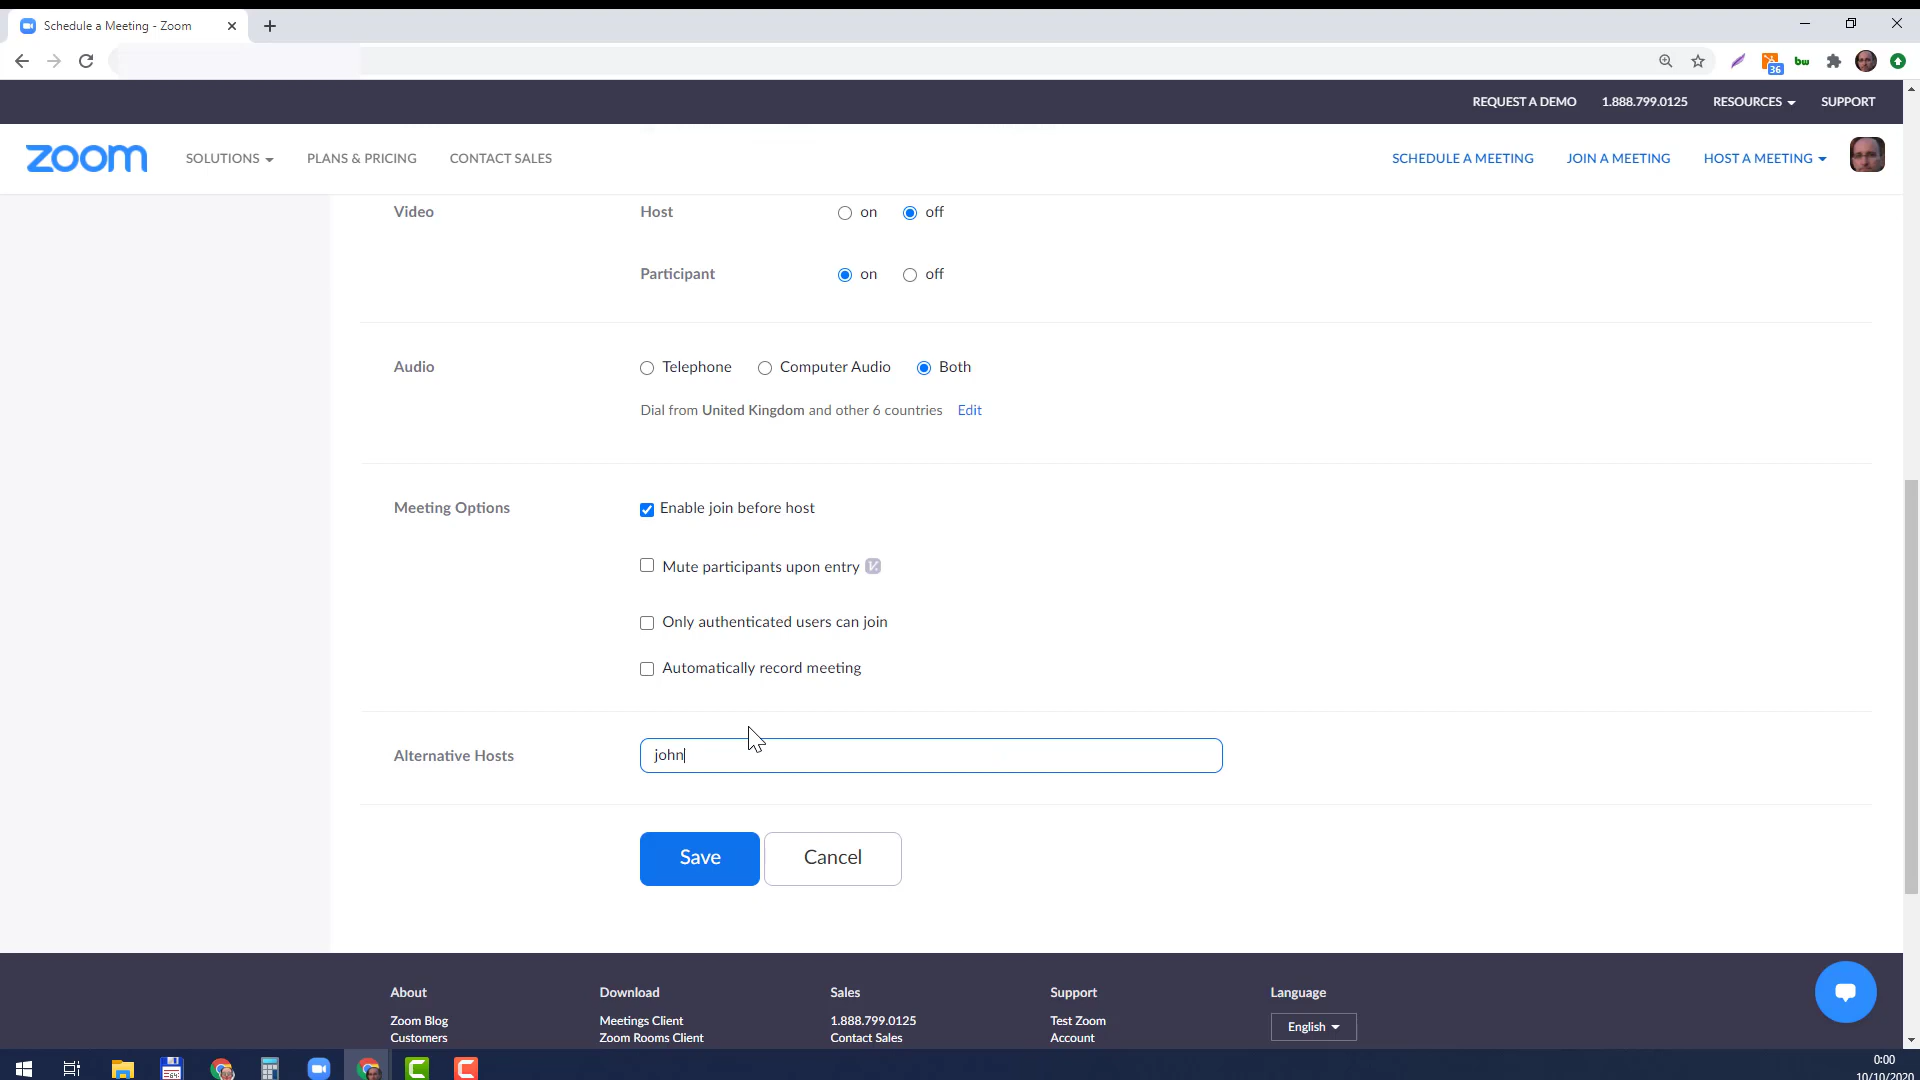 Schedule a Meeting - Zoom
36
bw
REQUEST A DEMO 1.888.799.0125 RESOURCES SUPPORT
zoom SOLUTIONS PLANS & PRICING CONTACT SALES SCHEDULE A MEETING JOIN A MEETING HOST A MEETING
Video Host on off
Participant on off
Audio Telephone Computer Audio Both
Dial from United Kingdom and other 6 countries Edit
Meeting Options Enable join before host
Mute participants upon entry
Only authenticated users can join
Automatically record meeting
Alternative Hosts john
Save Cancel
About Download Sales Support Language
Zoom Blog Meetings Client 1.888.799.0125 Test Zoom English
Customers Zoom Rooms Client Contact Sales Account
0:00
10/10/2020